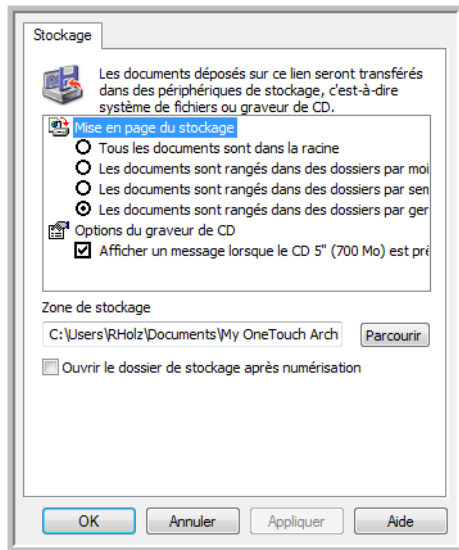 Stockage
Les documents déposés sur ce lien seront transférés
dans des périphériques de stockage, c'est-à-dire
système de fichiers ou graveur de CD.
Mise en page du stockage
Tous les documents sont dans la racine
Les documents sont rangés dans des dossiers par moi
Les documents sont rangés dans des dossiers par sem
Les documents sont rangés dans des dossiers par ger
Options du graveur de CD
Afficher un message lorsque le CD 5" (700 Mo) est prê
Zone de stockage
C:\Users\RHolz\Documents\My OneTouch Arch
Parcourir
Ouvrir le dossier de stockage après numérisation
OK
Annuler
Appliquer
Aide